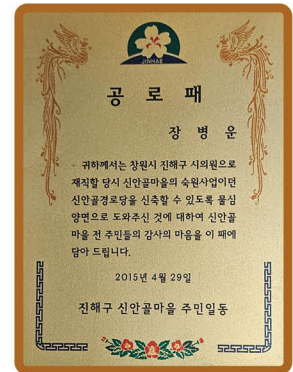 JINHAE
공로패
장병운
귀하께서는 창원시 진해구 시의원으로
재직할 당시 신안골마을의 숙원사업이던
신안골경로당을 신축할 수 있도록 물심
양면으로 도와주신 것에 대하여 신안골
마을 전 주민들의 감사의 마음을 이 패에
담아 드립니다.
2015년 4월 29일
진해구 신안골마을 주민일동